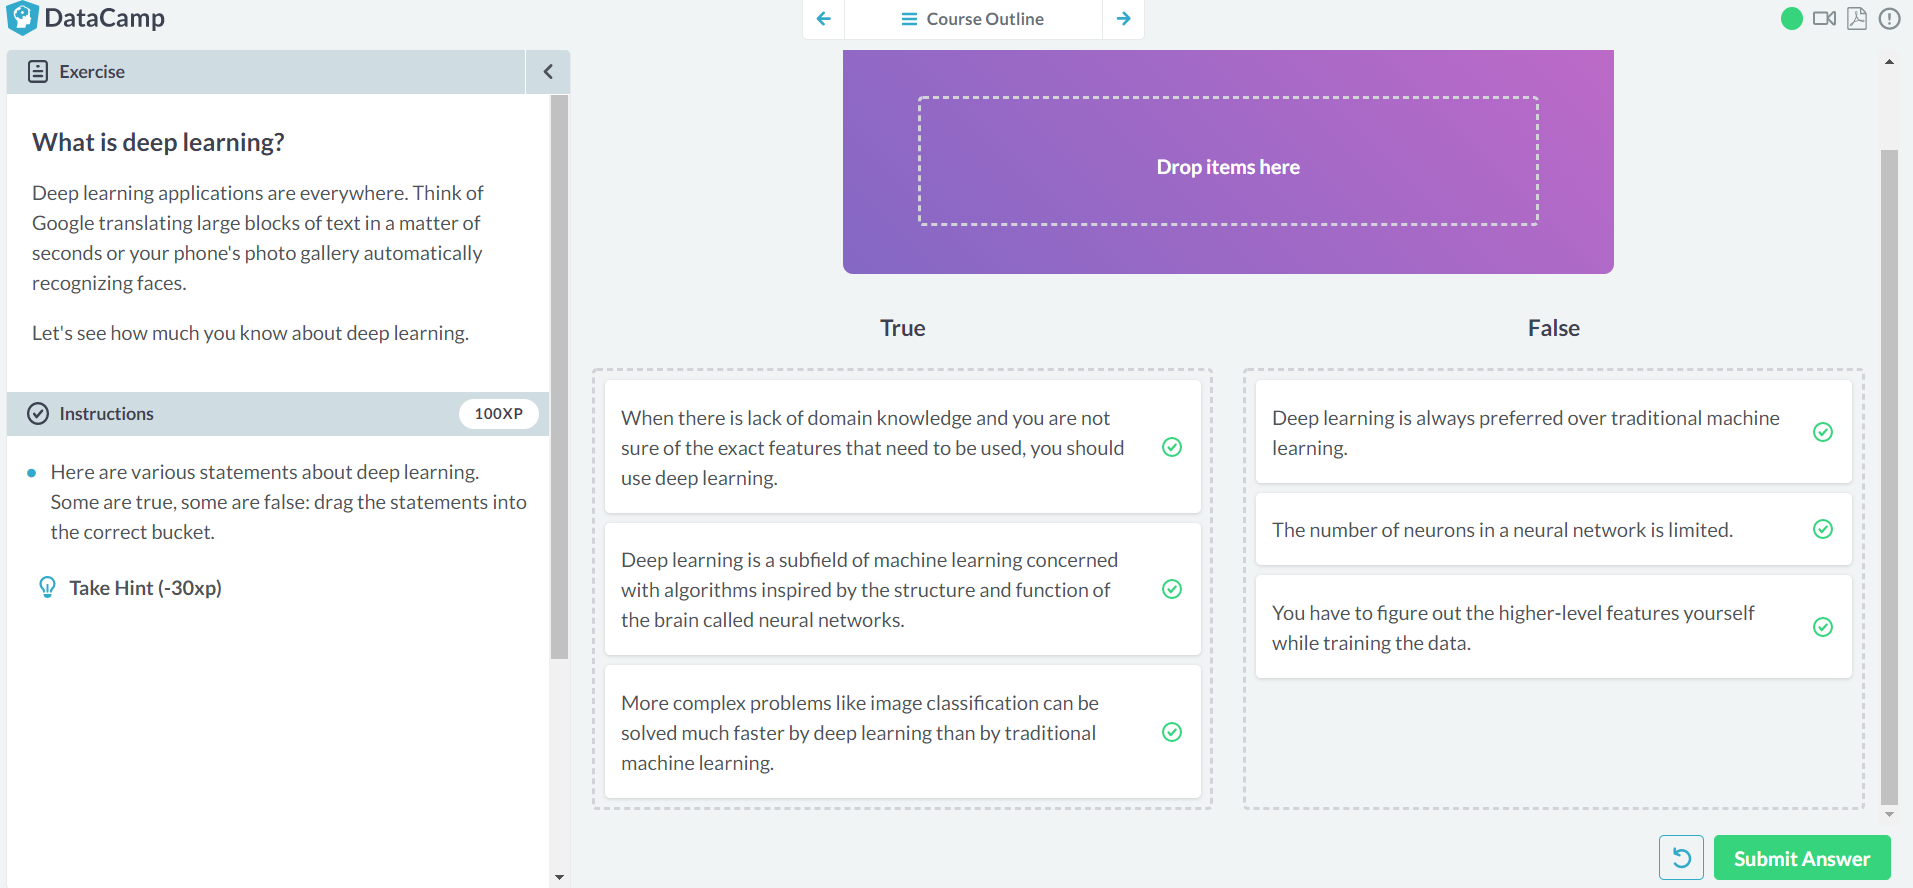 DataCamp
Course Outline
Exercise
What is deep learning?
Deep learning applications are everywhere. Think of
Google translating large blocks of text in a matter of
seconds or your phone's photo gallery automatically
recognizing faces.
Let's see how much you know about deep learning.
Instructions
100XP
Here are various statements about deep learning.
Some are true, some are false: drag the statements into
the correct bucket.
Take Hint (-30xp)
Drop items here
True
When there is lack of domain knowledge and you are not
sure of the exact features that need to be used, you should
use deep learning.
Deep learning is a subfield of machine learning concerned
with algorithms inspired by the structure and function of
the brain called neural networks.
More complex problems like image classification can be
solved much faster by deep learning than by traditional
machine learning.
False
Deep learning is always preferred over traditional machine
learning.
The number of neurons in a neural network is limited.
You have to figure out the higher-level features yourself
while training the data.
Submit Answer